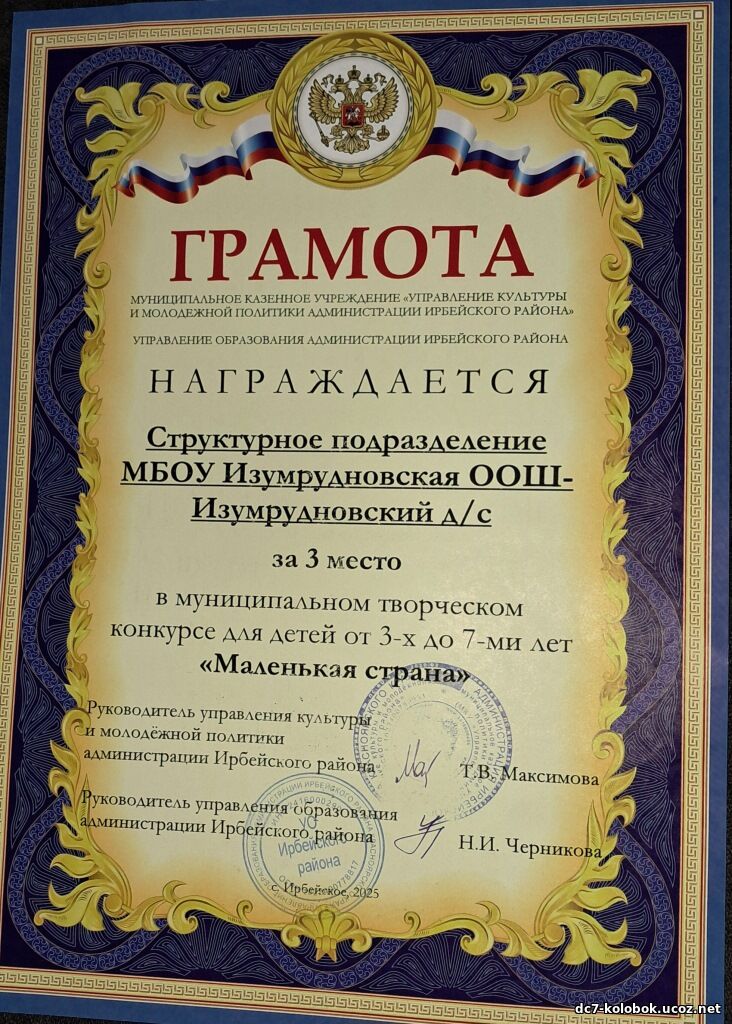 ГРАМОТА
МУНИЦИПАЛЬНОЕ КАЗЕННОЕ УЧРЕЖДЕНИЕ «УПРАВЛЕНИЕ КУЛЬТУРЫ
И МОЛОДЕЖНОЙ ПОЛИТИКИ АДМИНИСТРАЦИИ ИРБЕЙСКОГО РАЙОНА»
УПРАВЛЕНИЕ ОБРАЗОВАНИЯ АДМИНИСТРАЦИИ ИРБЕЙСКОГО РАЙОНА
НАГРАЖДАЕТСЯ
Структурное подразделение
МБОУ Изумрудновская ООШ-
Изумрудновский д/с
за 3 место
в муниципальном творческом
конкурсе для детей от 3-х до 7-ми лет
«Маленькая страна»
Руководитель управления культуры
и молодёжной политики
администрации Ирбейского района
Т.В. Максимова
Руководитель управления образования
администрации Ирбейского района
Н.И. Черникова
УО
Ирбейского
района
с. Ирбейское, 2025
dc7-kolobok.ucoz.net